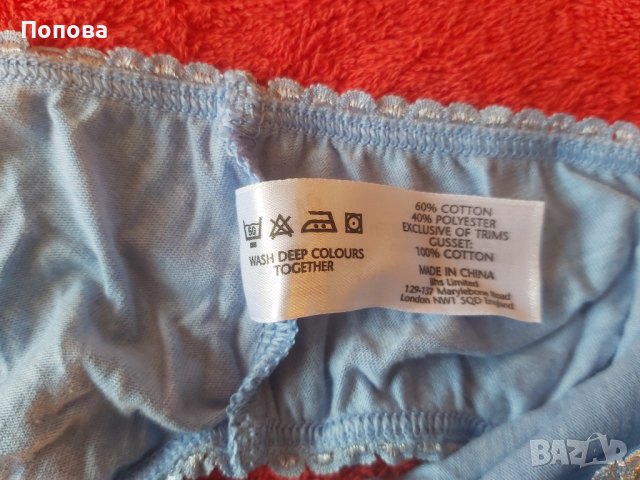 Попова
50
WASH DEEP COLOURS
TOGETHER
60% COTTON
40% POLYESTER
EXCLUSIVE OF TRIMS
GUSSET:
100% COTTON
MADE IN CHINA
Bhs Limited
129-137 Marylebone Road
London NW1 5QD England
BAZAR